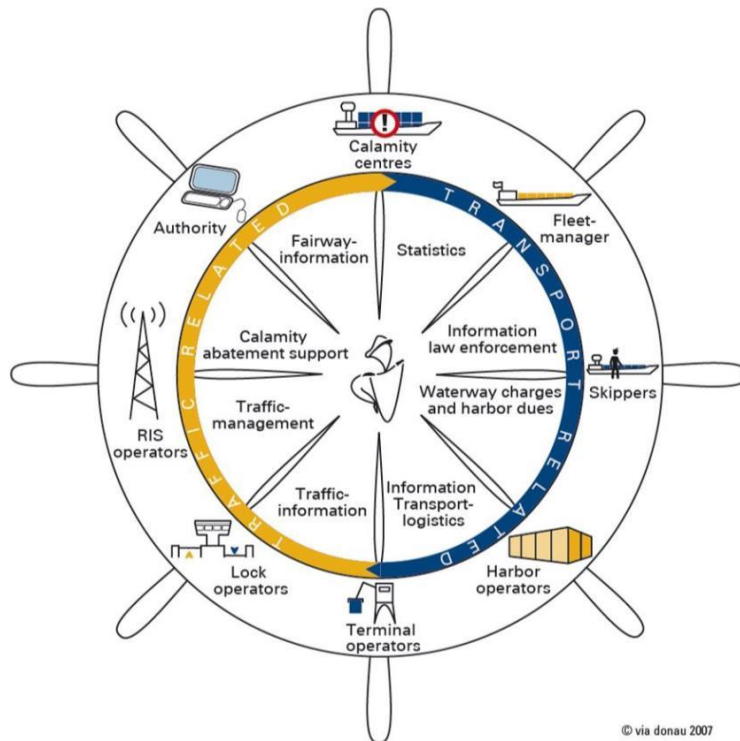 Calamity
centres
Fleet-
manager
Skippers
Harbor
operators
Terminal
operators
Lock
operators
RIS
operators
Authority
TRAFFIC RELATED
TRANSPORT RELATED
Fairway-
information
Statistics
Information
law enforcement
Waterway charges
and harbor dues
Information
Transport-
logistics
Traffic-
information
Traffic-
management
Calamity
abatement support
© via donau 2007